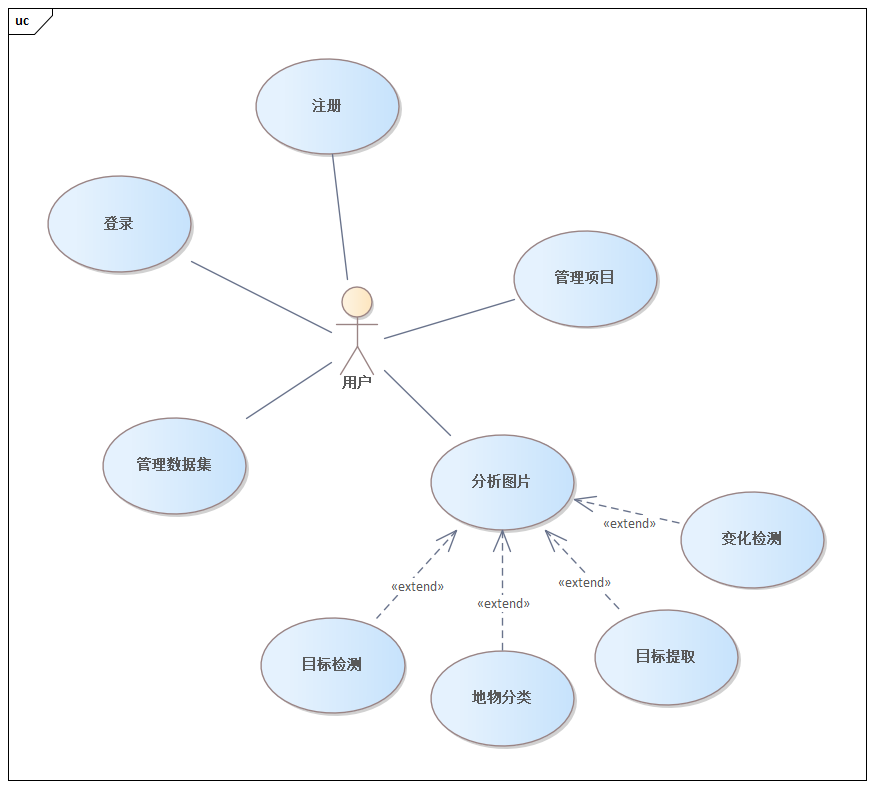 uc
注册
登录
管理项目
用户
管理数据集
分析图片
«extend»
变化检测
«extend»
«extend»
«extend»
目标检测
地物分类
目标提取